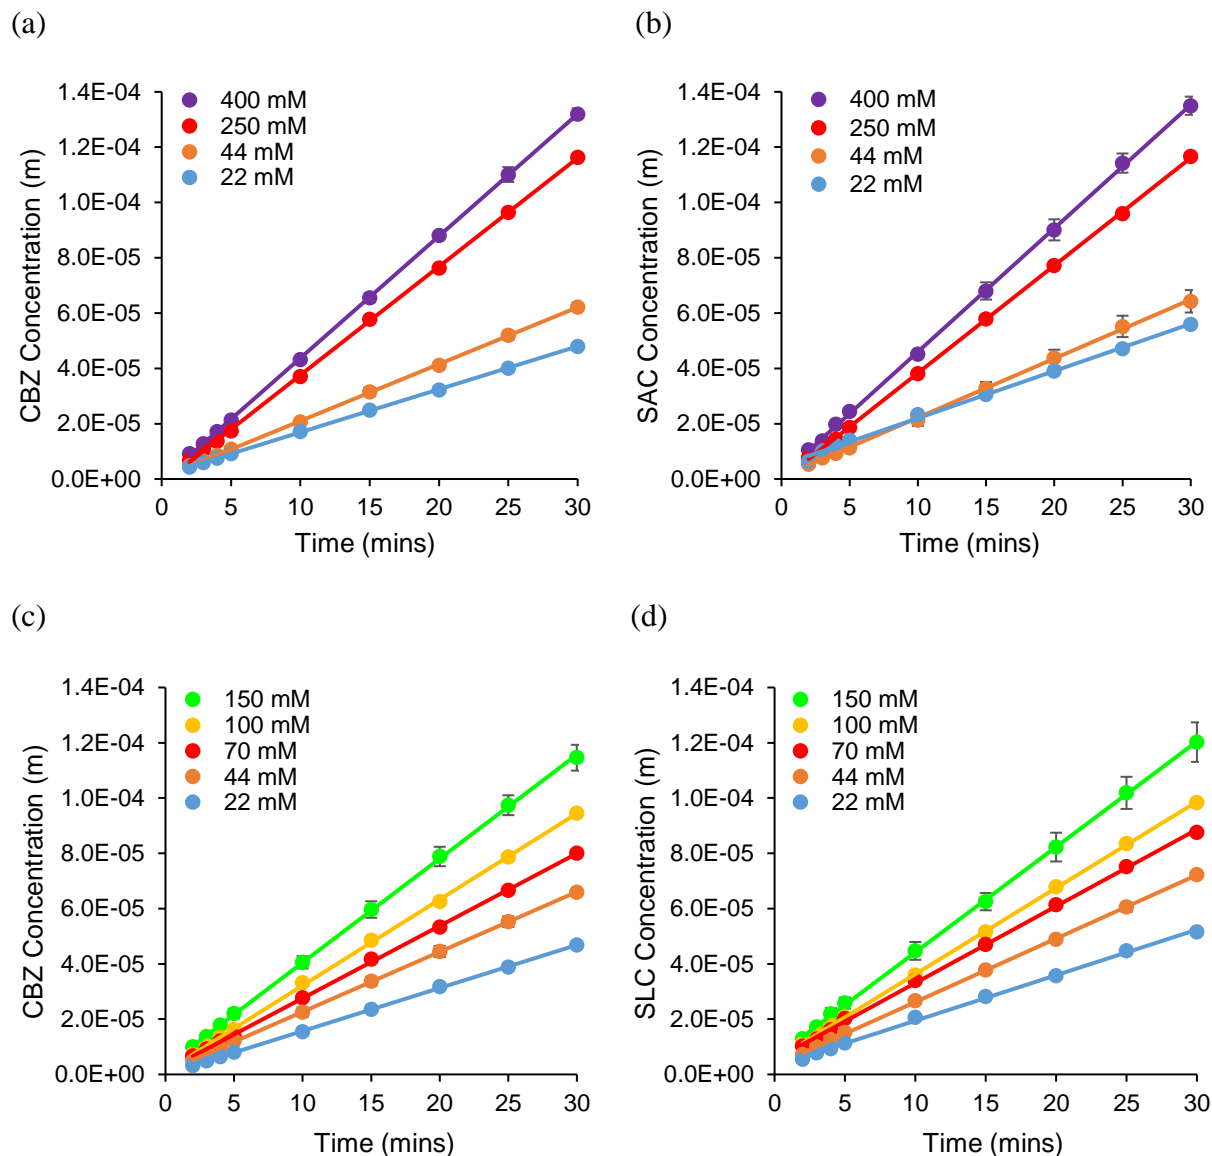 (a)
CBZ Concentration (m)
1.4E-04
1.2E-04
1.0E-04
8.0E-05
6.0E-05
4.0E-05
2.0E-05
0.0E+00
400 mM
250 mM
44 mM
22 mM
0 5 10 15 20 25 30
Time (mins)
(b)
SAC Concentration (m)
1.4E-04
1.2E-04
1.0E-04
8.0E-05
6.0E-05
4.0E-05
2.0E-05
0.0E+00
400 mM
250 mM
44 mM
22 mM
0 5 10 15 20 25 30
Time (mins)
(c)
CBZ Concentration (m)
1.4E-04
1.2E-04
1.0E-04
8.0E-05
6.0E-05
4.0E-05
2.0E-05
0.0E+00
150 mM
100 mM
70 mM
44 mM
22 mM
0 5 10 15 20 25 30
Time (mins)
(d)
SLC Concentration (m)
1.4E-04
1.2E-04
1.0E-04
8.0E-05
6.0E-05
4.0E-05
2.0E-05
0.0E+00
150 mM
100 mM
70 mM
44 mM
22 mM
0 5 10 15 20 25 30
Time (mins)